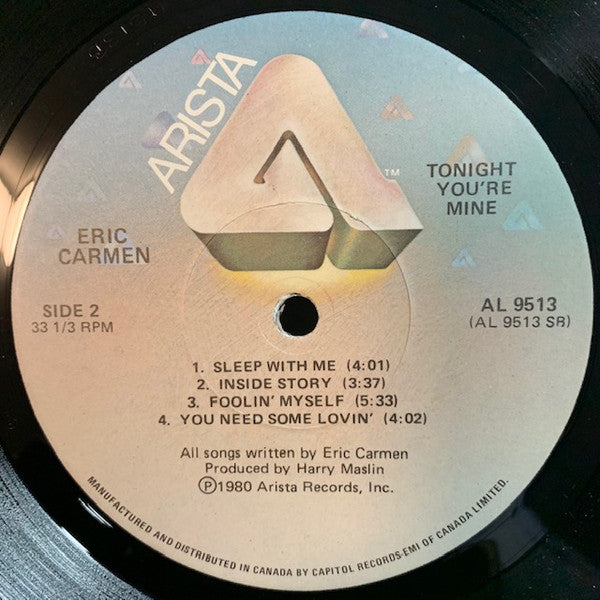 ARISTA
™
TONIGHT
YOU'RE
MINE
ERIC
CARMEN
SIDE 2
33 1/3 RPM
AL 9513
(AL 9513 SB)
1. SLEEP WITH ME (4:01)
2. INSIDE STORY (3:37)
3. FOOLIN' MYSELF (5:33)
4. YOU NEED SOME LOVIN' (4:02)
All songs written by Eric Carmen
Produced by Harry Maslin
Ⓟ1980 Arista Records, Inc.
MANUFACTURED AND DISTRIBUTED IN CANADA BY CAPITOL RECORDS-EMI OF CANADA LIMITED.